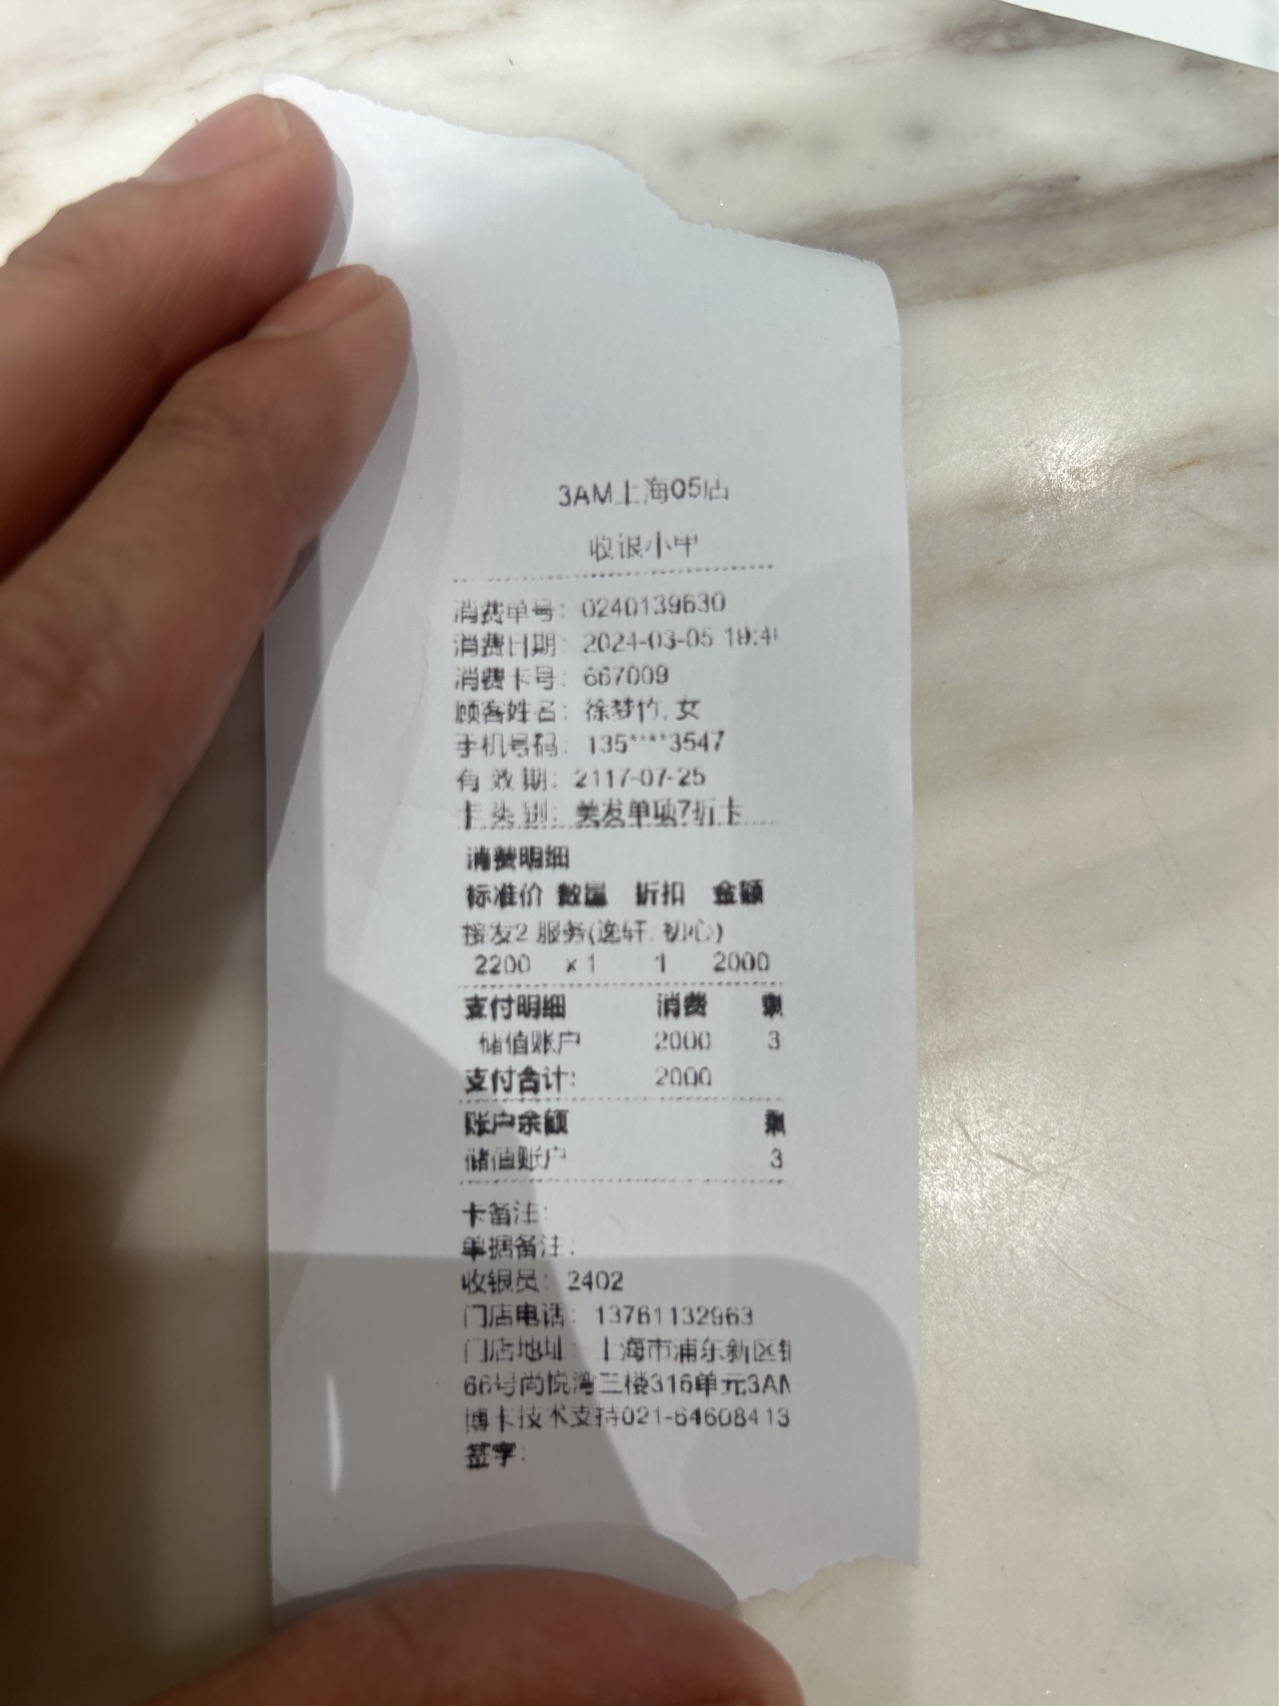 3AM上海05店
收银小甲
消费单号：0240139630
消费日期：2024-03-05
消费卡号：667009
顾客姓名：徐梦竹,女
手机号码：135****3547
有 效 期：2117-07-25
卡 类 别：美发单项7折卡
消费明细
标准价 数量 折扣 金额
接发2 服务(逸轩, 初心)
2200 x1 1 2000
支付明细 消费 剩
储值账户 2000 3
支付合计： 2000
账户余额 剩
储值账户 3
卡备注：
单据备注：
收银员：2402
门店电话：13761132963
门店地址：上海市浦东新区
66号尚悦湾三楼316单元3AM
博卡技术支持021-64608413
签字：